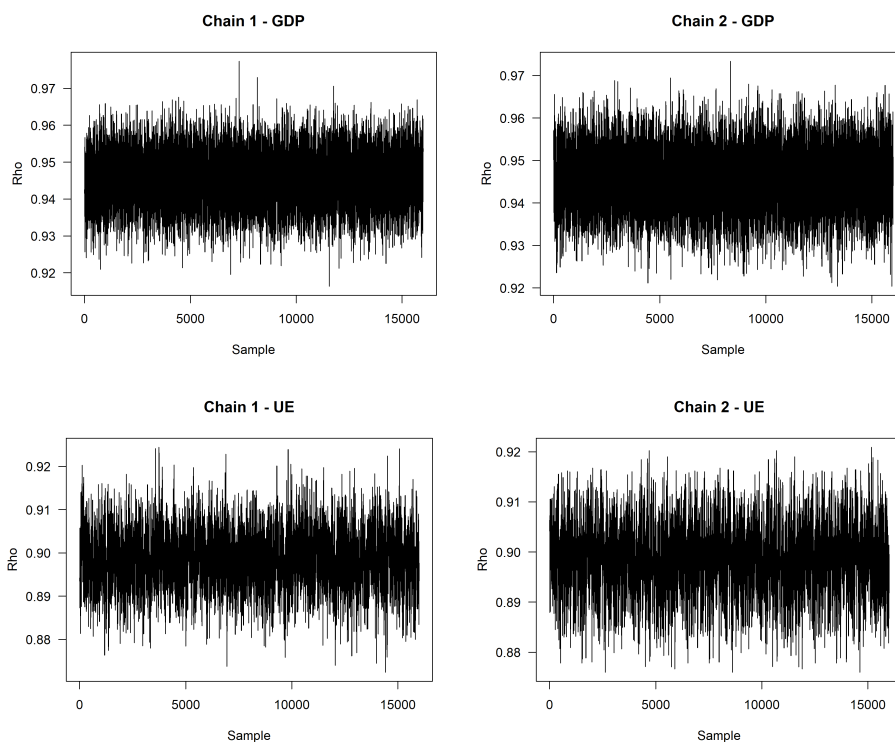 Chain 1 - GDP
Rho
0.97
0.96
0.95
0.94
0.93
0.92
0 5000 10000 15000
Sample
Chain 2 - GDP
Rho
0.97
0.96
0.95
0.94
0.93
0.92
0 5000 10000 15000
Sample
Chain 1 - UE
Rho
0.92
0.91
0.90
0.89
0.88
0 5000 10000 15000
Sample
Chain 2 - UE
Rho
0.92
0.91
0.90
0.89
0.88
0 5000 10000 15000
Sample